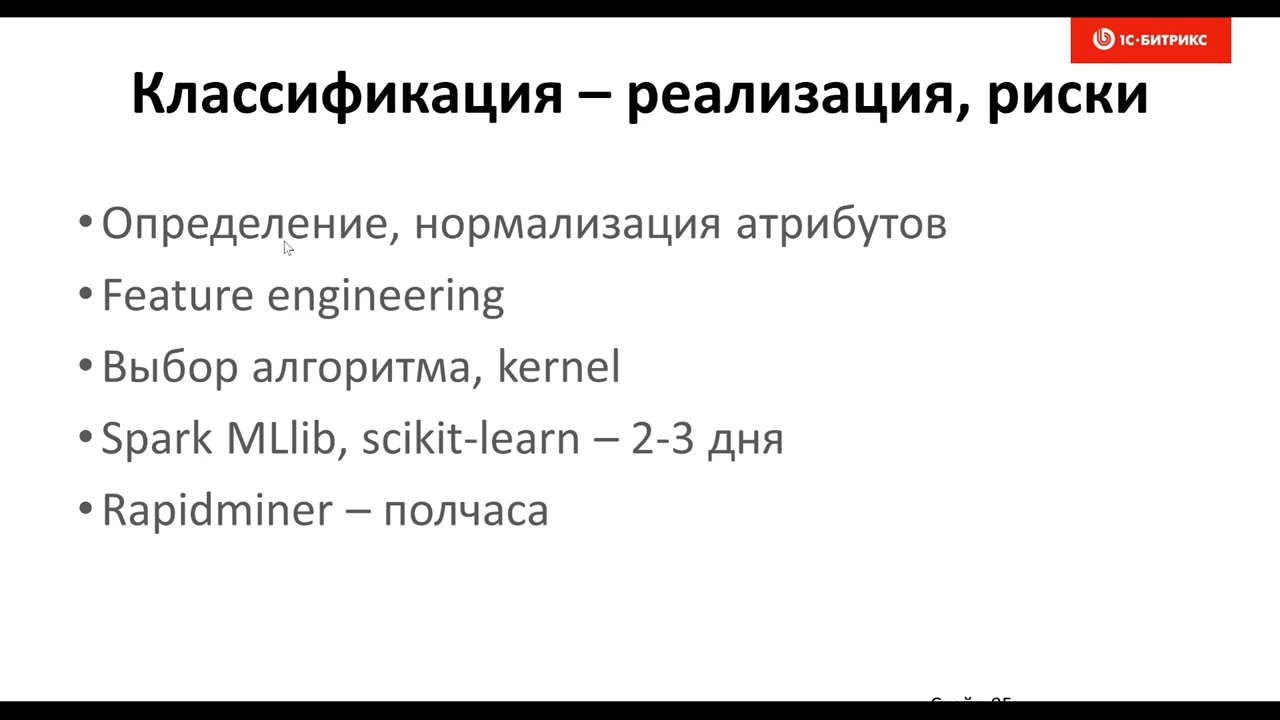 1С·БИТРИКС
Классификация – реализация, риски
• Определение, нормализация атрибутов
• Feature engineering
• Выбор алгоритма, kernel
• Spark MLlib, scikit-learn – 2-3 дня
• Rapidminer – полчаса